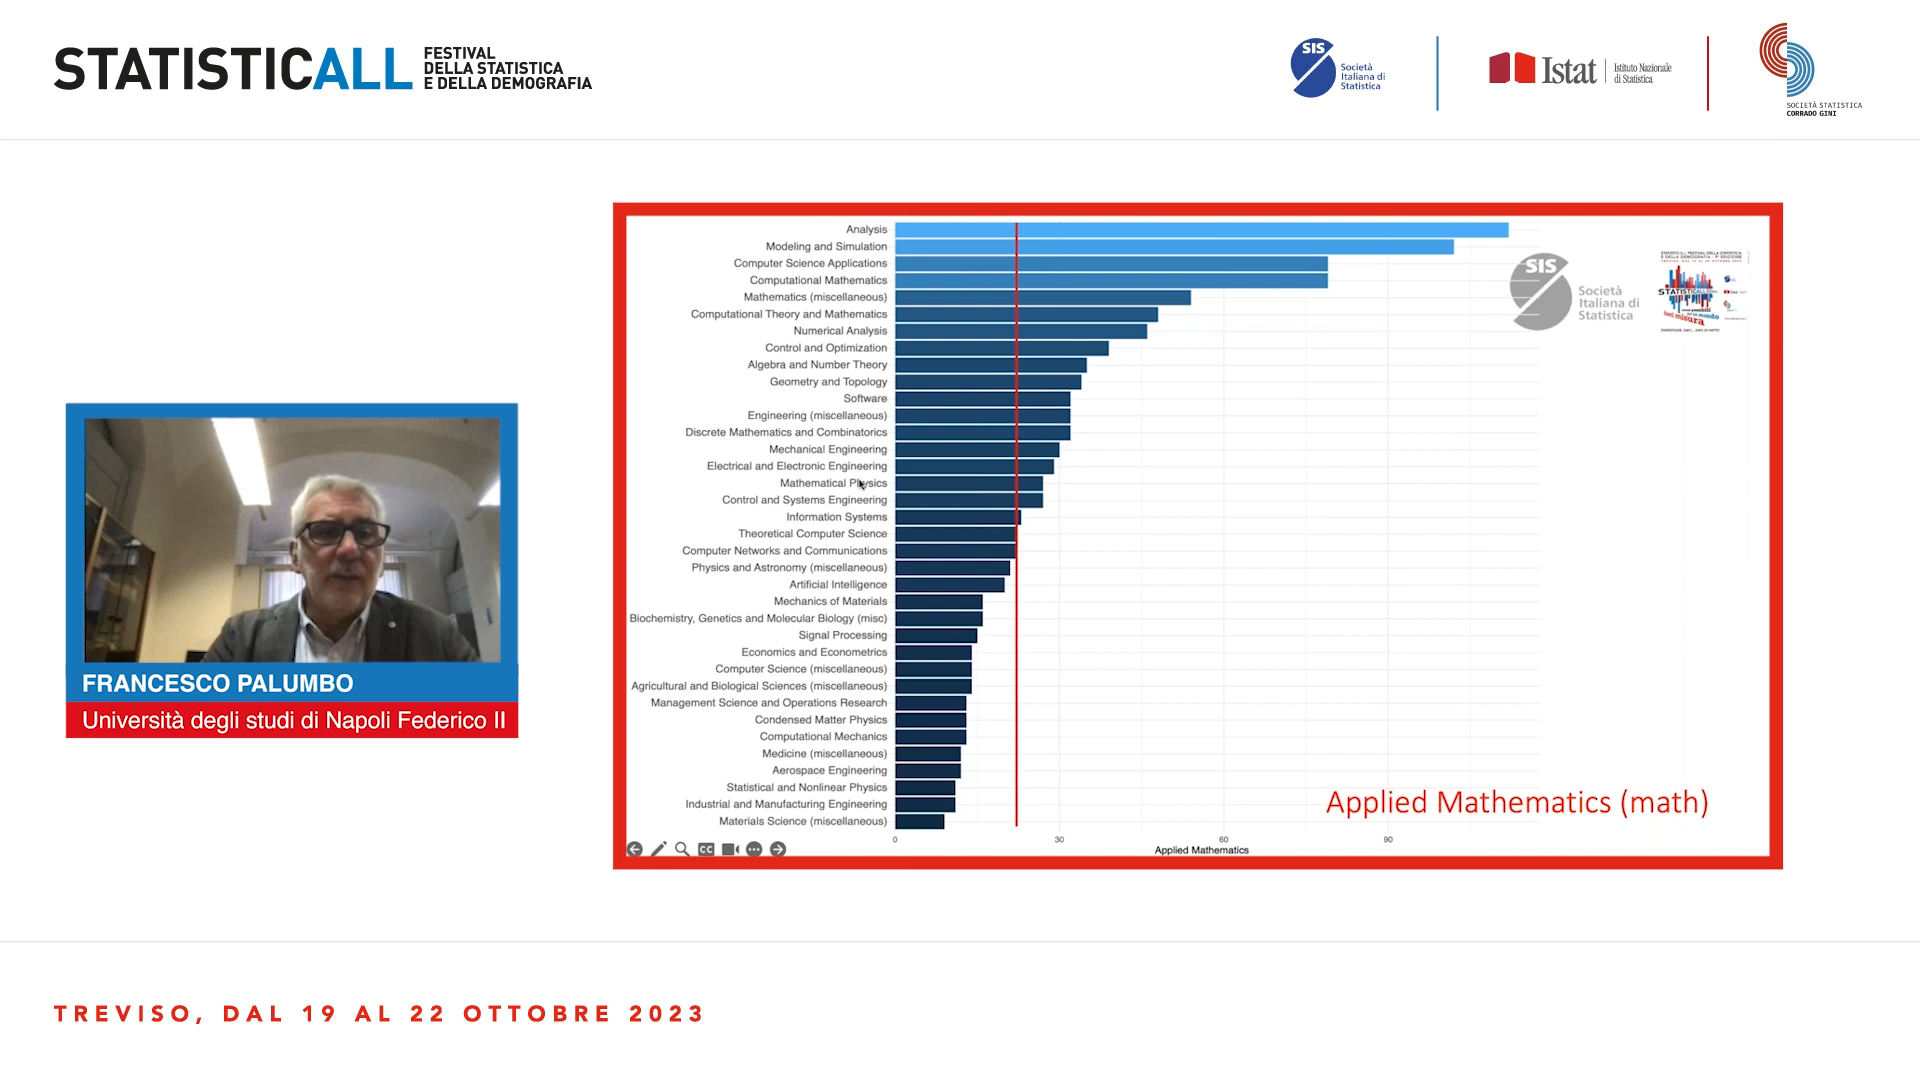 STATISTICALL
FESTIVAL
DELLA STATISTICA
E DELLA DEMOGRAFIA
SIS
Società
Italiana di
Statistica
Istat
Istituto Nazionale
di Statistica
SOCIETÀ STATISTICA
CORRADO GINI
Analysis
Modeling and Simulation
Computer Science Applications
Computational Mathematics
Mathematics (miscellaneous)
Computational Theory and Mathematics
Numerical Analysis
Control and Optimization
Algebra and Number Theory
Geometry and Topology
Software
Engineering (miscellaneous)
Discrete Mathematics and Combinatorics
Mechanical Engineering
Electrical and Electronic Engineering
Mathematical Physics
Control and Systems Engineering
Information Systems
Theoretical Computer Science
Computer Networks and Communications
Physics and Astronomy (miscellaneous)
Artificial Intelligence
Mechanics of Materials
Biochemistry, Genetics and Molecular Biology (misc)
Signal Processing
Economics and Econometrics
Computer Science (miscellaneous)
Agricultural and Biological Sciences (miscellaneous)
Management Science and Operations Research
Condensed Matter Physics
Computational Mechanics
Medicine (miscellaneous)
Aerospace Engineering
Statistical and Nonlinear Physics
Industrial and Manufacturing Engineering
Materials Science (miscellaneous)
0 30 60 90
Applied Mathematics
SIS
Società
Italiana di
Statistica
STATISTICALL
Applied Mathematics (math)
CC
FRANCESCO PALUMBO
Università degli studi di Napoli Federico II
TREVISO, DAL 19 AL 22 OTTOBRE 2023